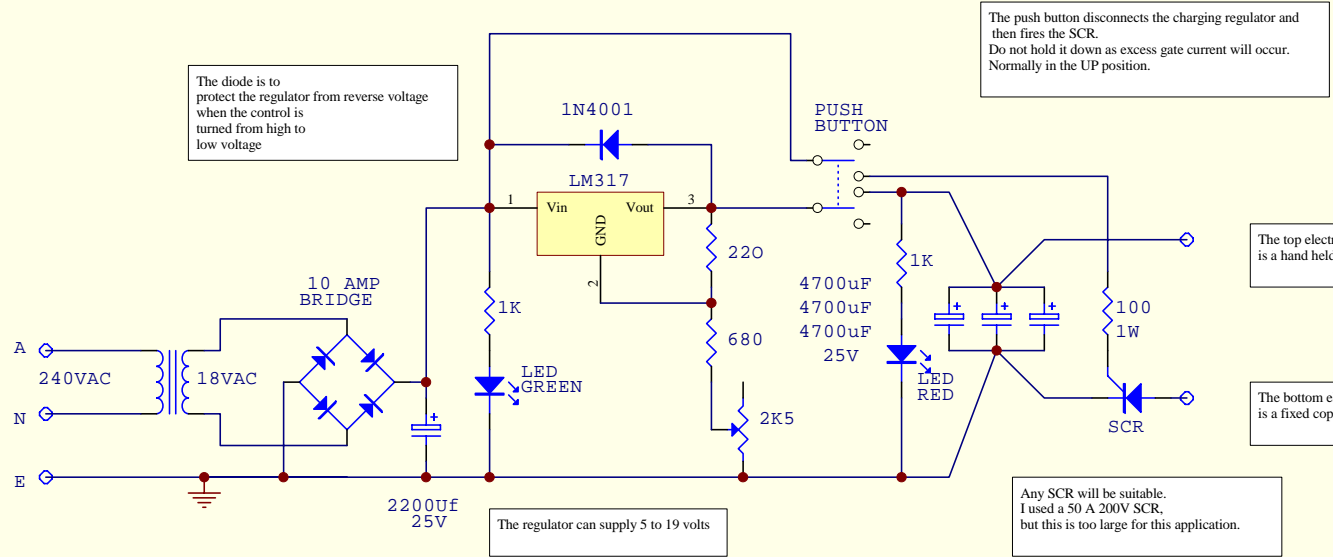 The push button disconnects the charging regulator and
then fires the SCR.
Do not hold it down as excess gate current will occur.
Normally in the UP position.
The diode is to
protect the regulator from reverse voltage
when the control is
turned from high to
low voltage
1N4001
PUSH
BUTTON
LM317
1
Vin
Vout
3
GND
2
220
1K
The top electr
is a hand held
10 AMP
BRIDGE
1K
4700uF
4700uF
4700uF
25V
+
+
+
100
1W
680
A
240VAC
18VAC
LED
GREEN
LED
RED
N
+
2K5
SCR
The bottom e
is a fixed cop
E
2200Uf
25V
The regulator can supply 5 to 19 volts
Any SCR will be suitable.
I used a 50 A 200V SCR,
but this is too large for this application.